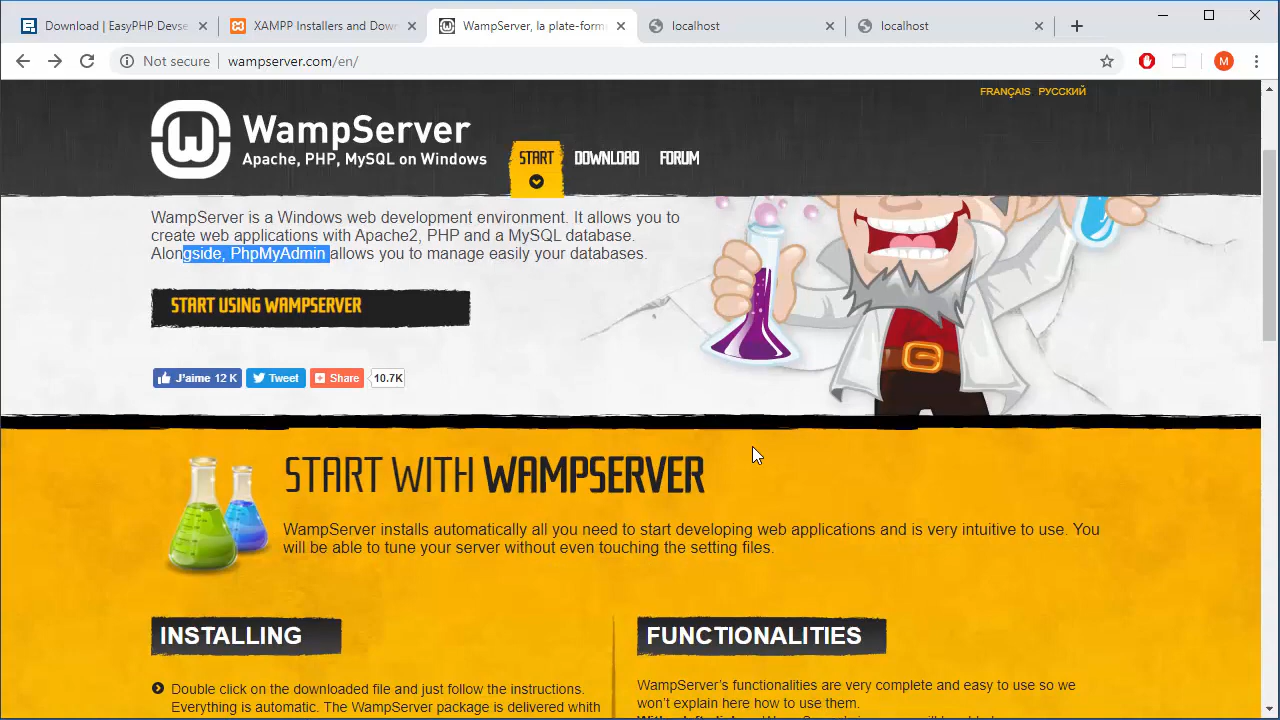 Download | EasyPHP Devse
XAMPP Installers and Down
WampServer, la plate-form
localhost
localhost
Not secure
wampserver.com/en/
M
FRANÇAIS РУССКИЙ
WampServer
Apache, PHP, MySQL on Windows
START
DOWNLOAD
FORUM
WampServer is a Windows web development environment. It allows you to
create web applications with Apache2, PHP and a MySQL database.
Alongside, PhpMyAdmin allows you to manage easily your databases.
START USING WAMPSERVER
J'aime 12 K
Tweet
Share
10.7K
START WITH WAMPSERVER
WampServer installs automatically all you need to start developing web applications and is very intuitive to use. You
will be able to tune your server without even touching the setting files.
INSTALLING
Double click on the downloaded file and just follow the instructions.
Everything is automatic. The WampServer package is delivered whith
FUNCTIONALITIES
WampServer's functionalities are very complete and easy to use so we
won't explain here how to use them.